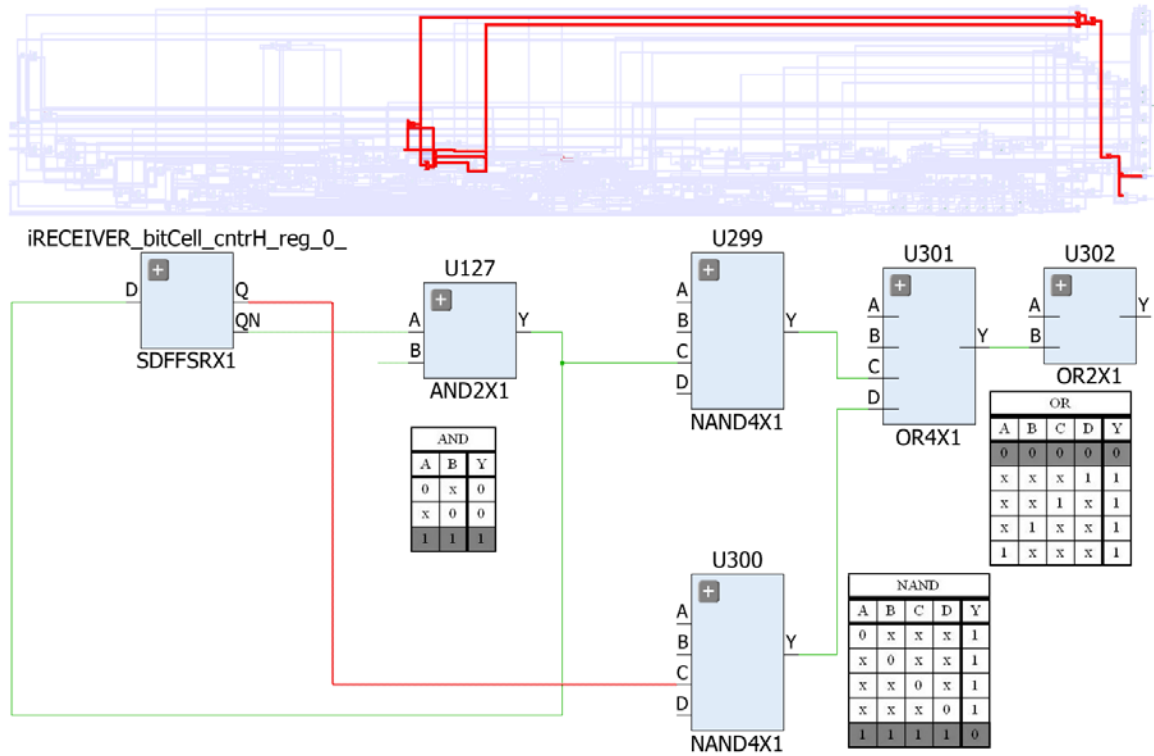 iRECEIVER_bitCell_cntrH_reg_0_
D
Q
QN
SDFFSRX1
U127
A
B
Y
AND2X1
AND
A B Y
0 x 0
x 0 0
1 1 1
U299
A
B
C
D
Y
NAND4X1
U301
A
B
C
D
Y
OR4X1
U302
A
B
Y
OR2X1
OR
A B C D Y
0 0 0 0 0
x x x 1 1
x x 1 x 1
x 1 x x 1
1 x x x 1
U300
A
B
C
D
Y
NAND4X1
NAND
A B C D Y
0 x x x 1
x 0 x x 1
x x 0 x 1
x x x 0 1
1 1 1 1 0